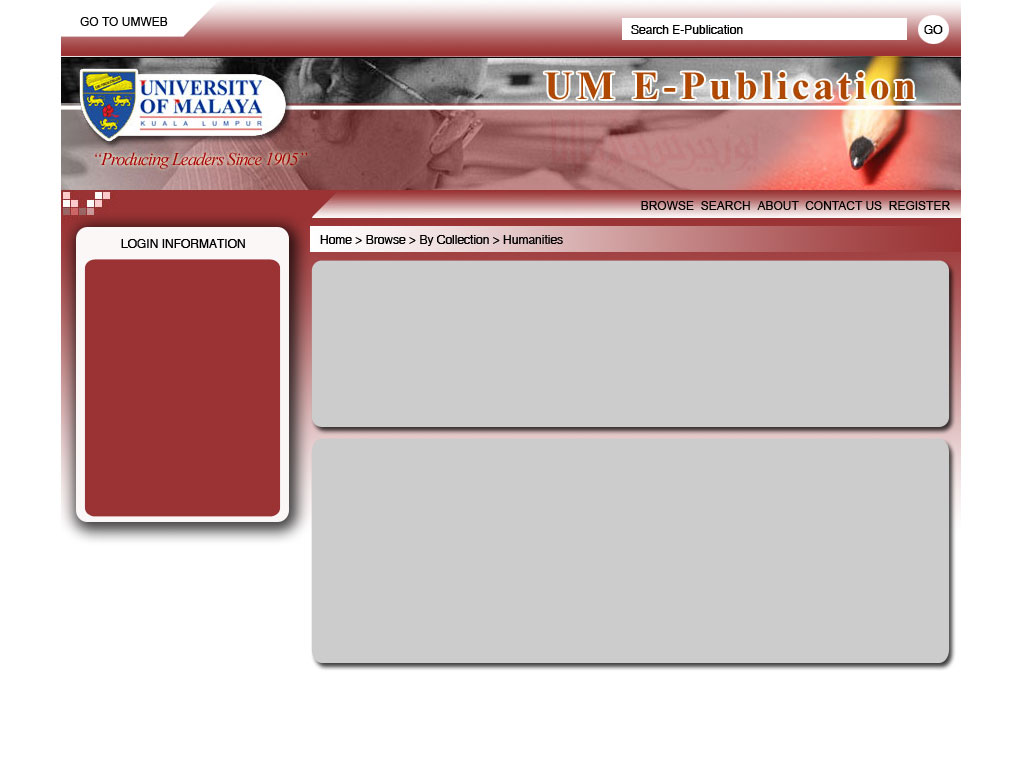 GO TO UMWEB
Search E-Publication
GO
UNIVERSITY
OF MALAYA
KUALA LUMPUR
UM E-Publication
“Producing Leaders Since 1905”
BROWSE SEARCH ABOUT CONTACT US REGISTER
LOGIN INFORMATION
Home > Browse > By Collection > Humanities